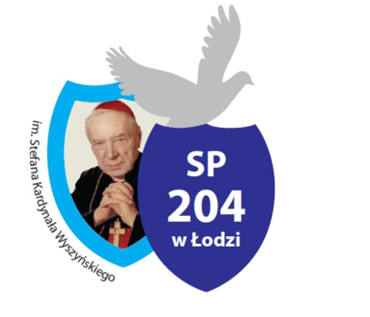 im. Stefana Kardynała Wyszyńskiego
SP
204
w Łodzi